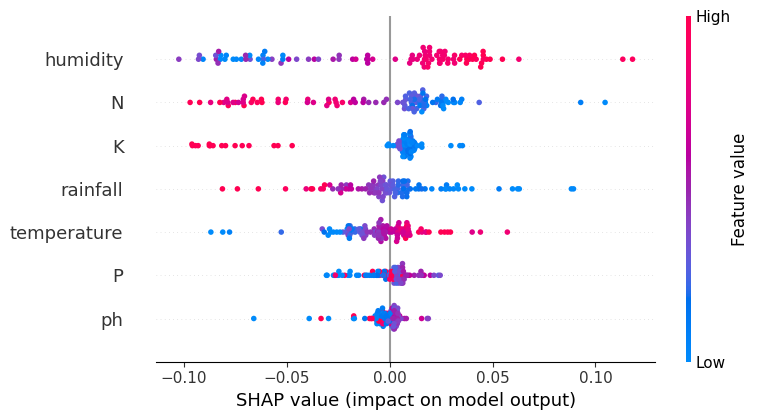 High
humidity
N
K
rainfall
temperature
P
ph
Feature value
Low
−0.10 −0.05 0.00 0.05 0.10
SHAP value (impact on model output)